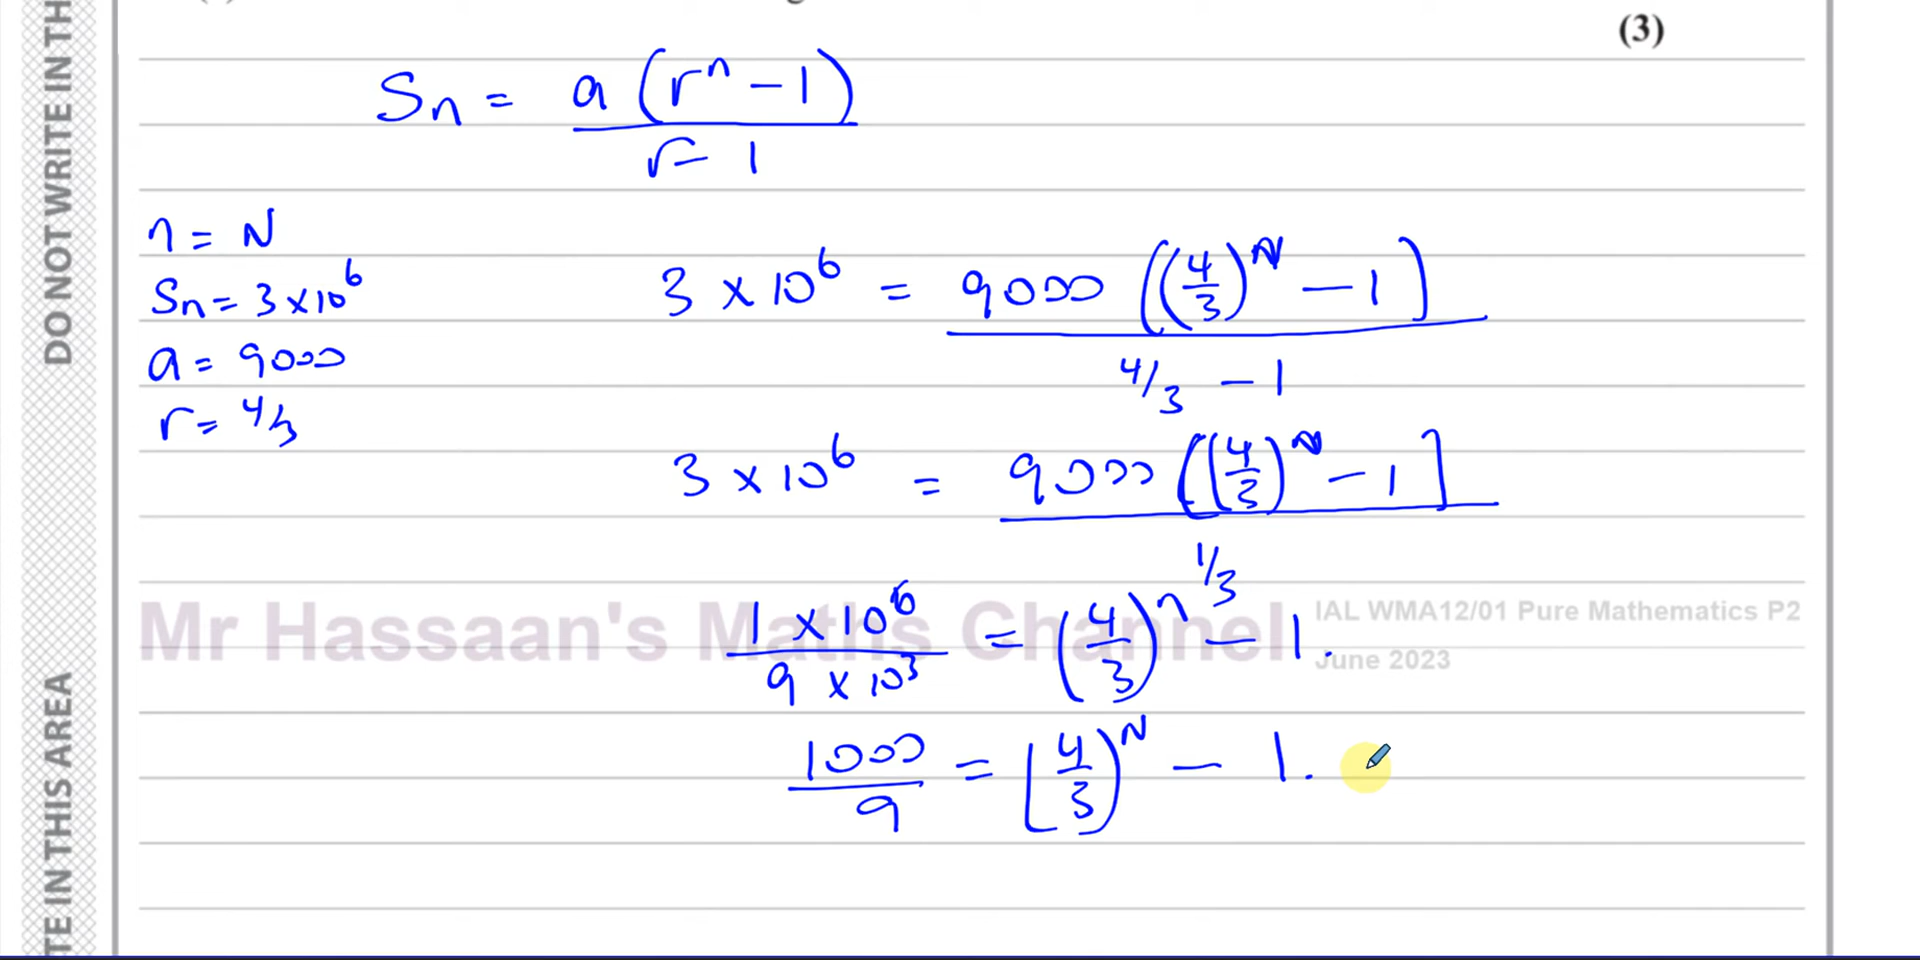 (3)
Sn = a(r^n - 1)
r - 1
n = N
Sn = 3 × 10^6
a = 9000
r = 4/3
3 × 10^6 = 9000((4/3)^N - 1]
4/3 - 1
3 × 10^6 = 9000((4/3)^N - 1]
1/3
1 × 10^6 / 9 × 10^3 = (4/3)^n - 1.
1000/9 = [4/3)^N - 1.
Mr Hassaan's Maths Channel
IAL WMA12/01 Pure Mathematics P2
June 2023
DO NOT WRITE IN TH
TE IN THIS AREA